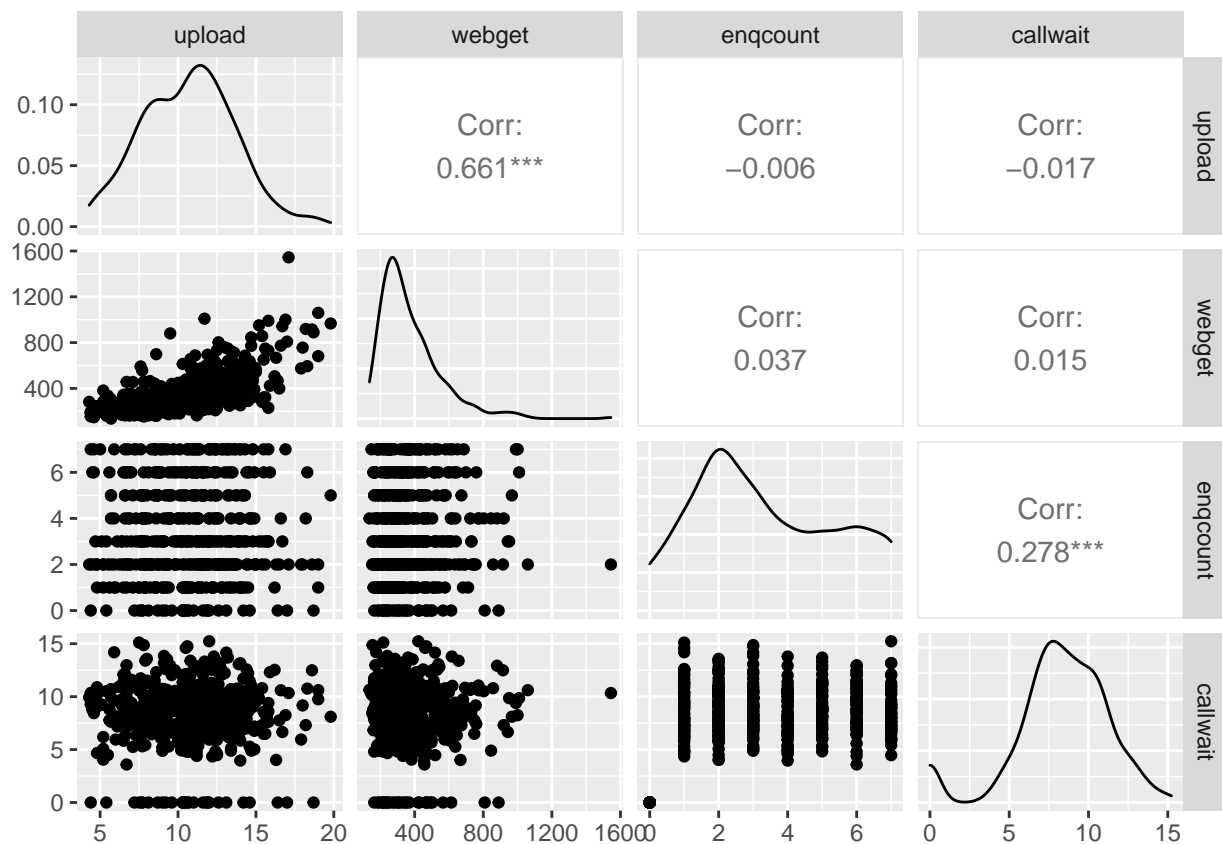 upload webget enqcount callwait
0.10
0.05
0.00
Corr:
0.661***
Corr:
−0.006
Corr:
−0.017
upload
1600
1200
800
400
Corr:
0.037
Corr:
0.015
webget
6
4
2
0
Corr:
0.278***
enqcount
15
10
5
0
callwait
5 10 15 20
400 800 1200 1600
0 2 4 6
0 5 10 15